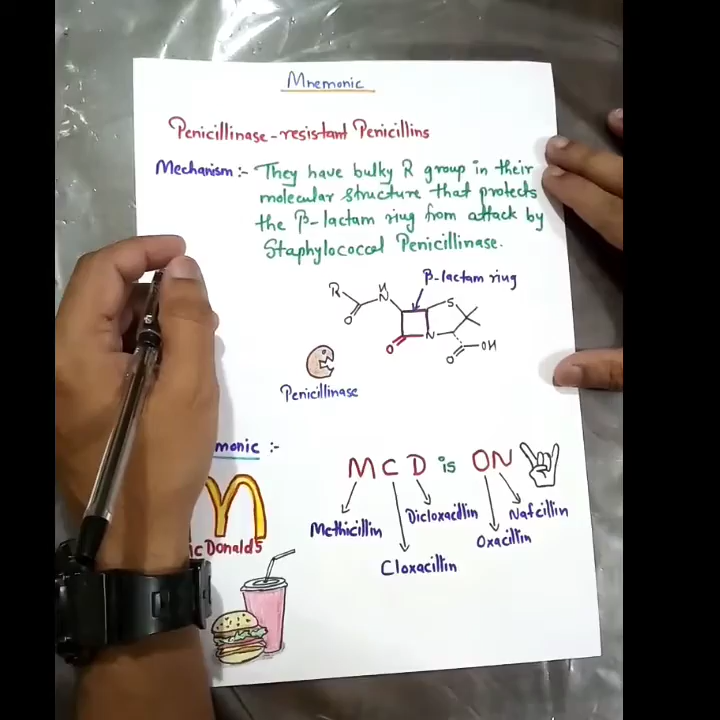 Mnemonic
Penicillinase-resistant Penicillins
Mechanism:- They have bulky R group in their
molecular structure that protects
the β-lactam ring from attack by
Staphylococcal Penicillinase.
β-lactam ring
R
H
N
S
O
N
O
O
OH
Penicillinase
monic :-
MCD is ON
Methicillin
Cloxacillin
Dicloxacillin
Oxacillin
Nafcillin
cDonald's